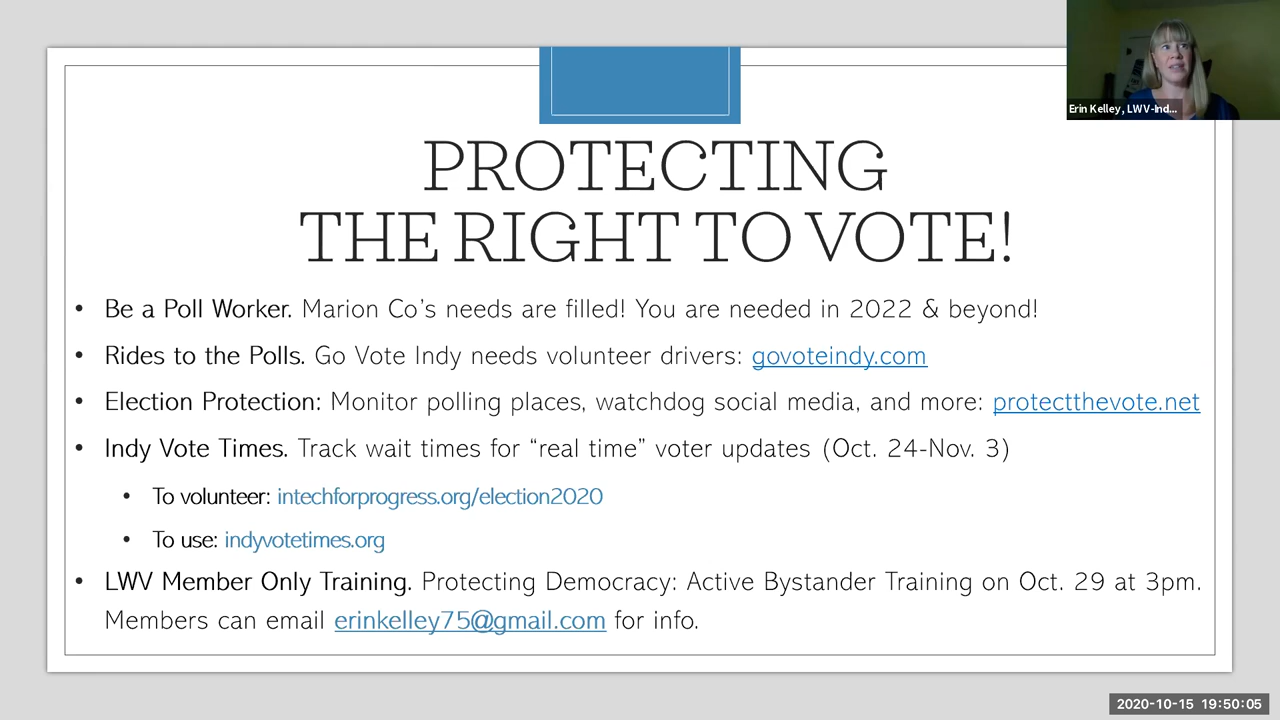 Erin Kelley, LWV-Ind...
PROTECTING
THE RIGHT TO VOTE!
• Be a Poll Worker. Marion Co’s needs are filled! You are needed in 2022 & beyond!
• Rides to the Polls. Go Vote Indy needs volunteer drivers: govoteindy.com
• Election Protection: Monitor polling places, watchdog social media, and more: protectthevote.net
• Indy Vote Times. Track wait times for “real time” voter updates (Oct. 24-Nov. 3)
• To volunteer: intechforprogress.org/election2020
• To use: indyvotetimes.org
• LWV Member Only Training. Protecting Democracy: Active Bystander Training on Oct. 29 at 3pm.
Members can email erinkelley75@gmail.com for info.
2020-10-15 19:50:05